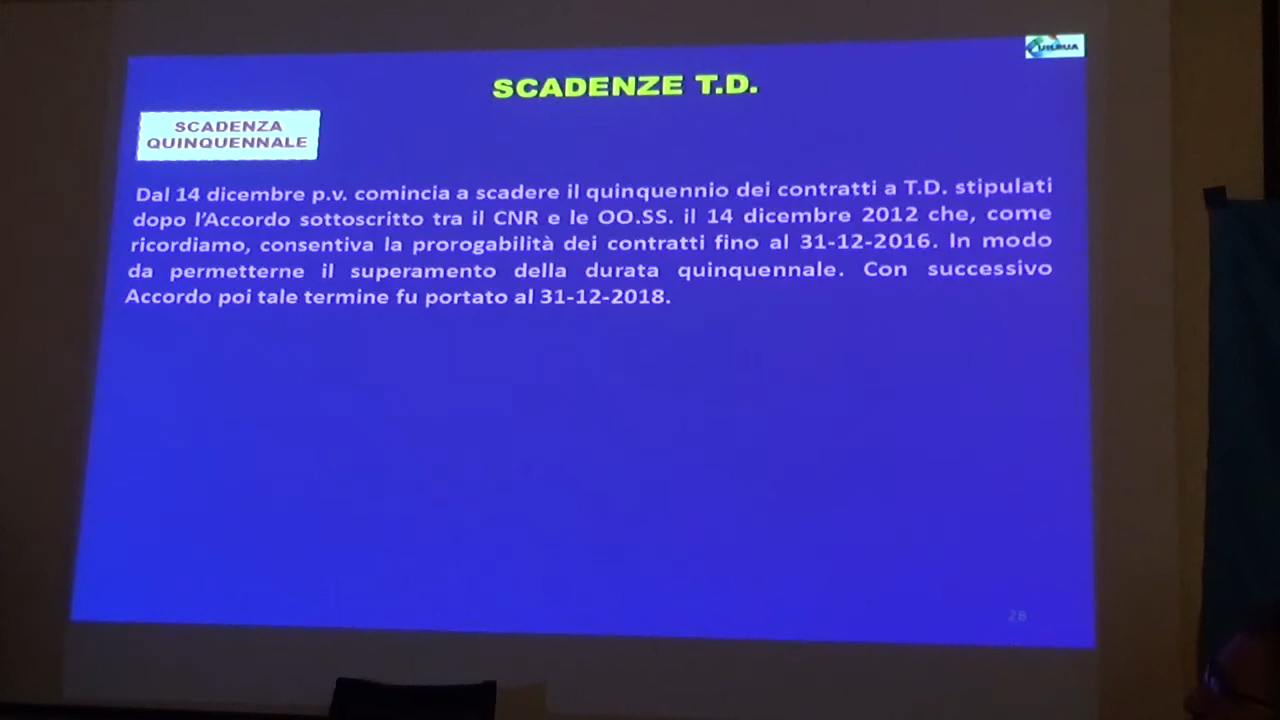 UILRUA
SCADENZE T.D.
SCADENZA
QUINQUENNALE
Dal 14 dicembre p.v. comincia a scadere il quinquennio dei contratti a T.D. stipulati
dopo l'Accordo sottoscritto tra il CNR e le OO.SS. il 14 dicembre 2012 che, come
ricordiamo, consentiva la prorogabilità dei contratti fino al 31-12-2016. In modo
da permetterne il superamento della durata quinquennale. Con successivo
Accordo poi tale termine fu portato al 31-12-2018.
28